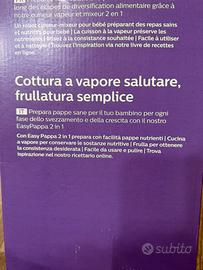 long des étapes de diversification alimentaire grâce à
notre cuiseur vapeur et mixeur 2 en 1
Un robot cuiseur-mixeur pour bébé préparant des repas sains
et nutritifs pour bébé | La cuisson à la vapeur préserve les
nutriments | Mixez à la consistance souhaitée | Facile à utiliser
et à nettoyer | Trouvez l'inspiration via notre livre de recettes
en ligne.
Cottura a vapore salutare,
frullatura semplice
IT Prepara pappe sane per il tuo bambino per ogni
fase dello svezzamento e della crescita con il nostro
EasyPappa 2 in 1
Con Easy Pappa 2 in 1 prepara con facilità pappe nutrienti | Cucina
a vapore per conservare le sostanze nutritive | Frulla per ottenere
la consistenza desiderata | Facile da usare e pulire | Trova
ispirazione nel nostro ricettario online.
subito